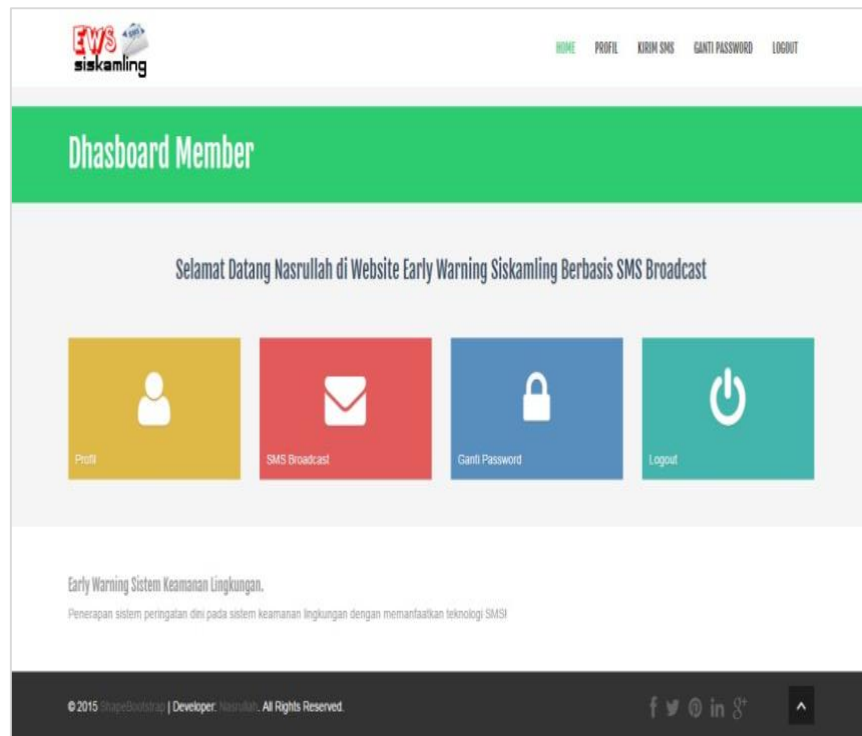 EWS
SMS
siskamling
HOME PROFIL KIRIM SMS GANTI PASSWORD LOGOUT
Dhasboard Member
Selamat Datang Nasrullah di Website Early Warning Siskamling Berbasis SMS Broadcast
Profil SMS Broadcast Ganti Password Logout
Early Warning Sistem Keamanan Lingkungan.
Penerapan sistem peringatan dini pada sistem keamanan lingkungan dengan memanfaatkan teknologi SMS!
© 2015 ShapeBootstrap | Developer: Nasrullah. All Rights Reserved.